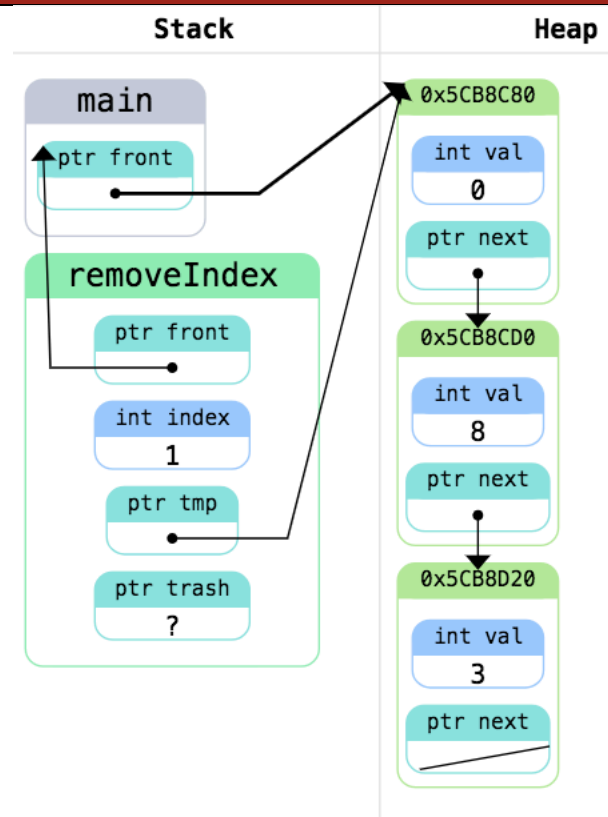 Stack
Heap
main
ptr front
removeIndex
ptr front
int index
1
ptr tmp
ptr trash
?
0x5CB8C80
int val
0
ptr next
0x5CB8CD0
int val
8
ptr next
0x5CB8D20
int val
3
ptr next